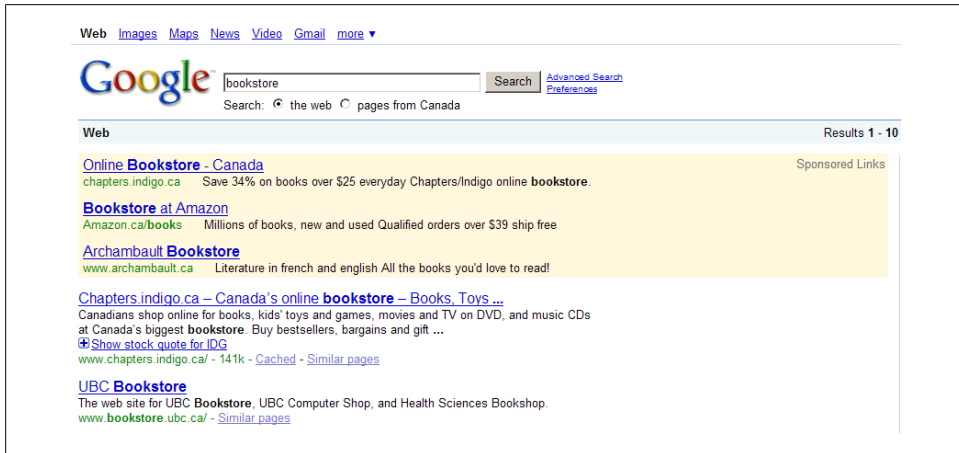 Web Images Maps News Video Gmail more ▼
Google™ bookstore Search Advanced Search
Preferences
Search: the web pages from Canada
Web Results 1 - 10
Online Bookstore - Canada Sponsored Links
chapters.indigo.ca Save 34% on books over $25 everyday Chapters/Indigo online bookstore.
Bookstore at Amazon
Amazon.ca/books Millions of books, new and used Qualified orders over $39 ship free
Archambault Bookstore
www.archambault.ca Literature in french and english All the books you'd love to read!
Chapters.indigo.ca – Canada's online bookstore – Books, Toys ...
Canadians shop online for books, kids' toys and games, movies and TV on DVD, and music CDs
at Canada's biggest bookstore. Buy bestsellers, bargains and gift ...
Show stock quote for IDG
www.chapters.indigo.ca/ - 141k - Cached - Similar pages
UBC Bookstore
The web site for UBC Bookstore, UBC Computer Shop, and Health Sciences Bookshop.
www.bookstore.ubc.ca/ - Similar pages